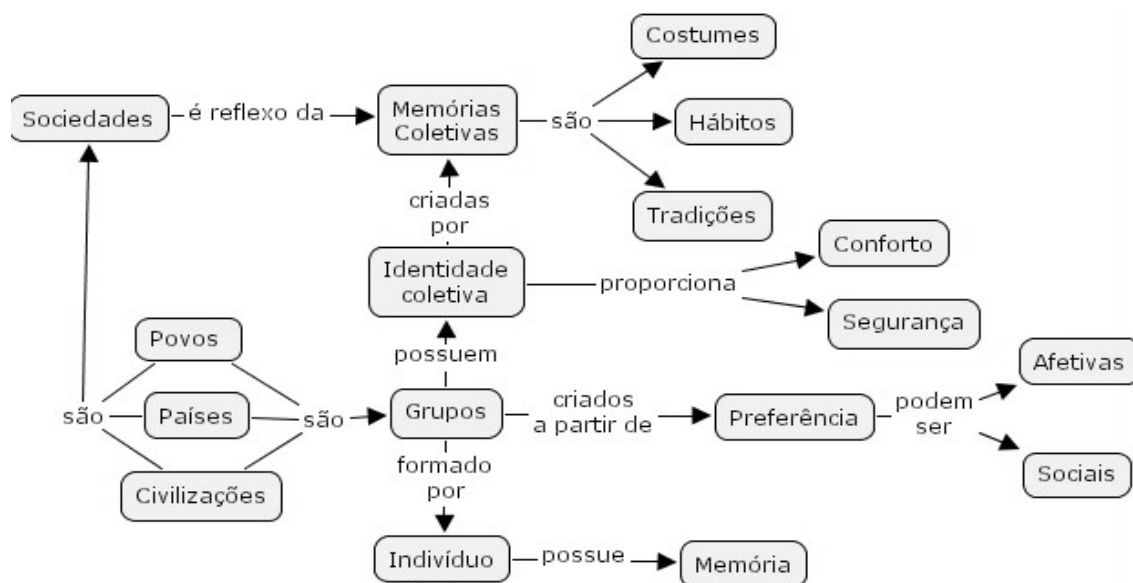 Costumes
Sociedades
é reflexo da
Memórias
Coletivas
são
Hábitos
criadas
por
Tradições
Conforto
Identidade
coletiva
proporciona
Segurança
Povos
possuem
Afetivas
são
Países
são
Grupos
criados
a partir de
Preferência
podem
ser
Civilizações
formado
por
Sociais
Indivíduo
possue
Memória